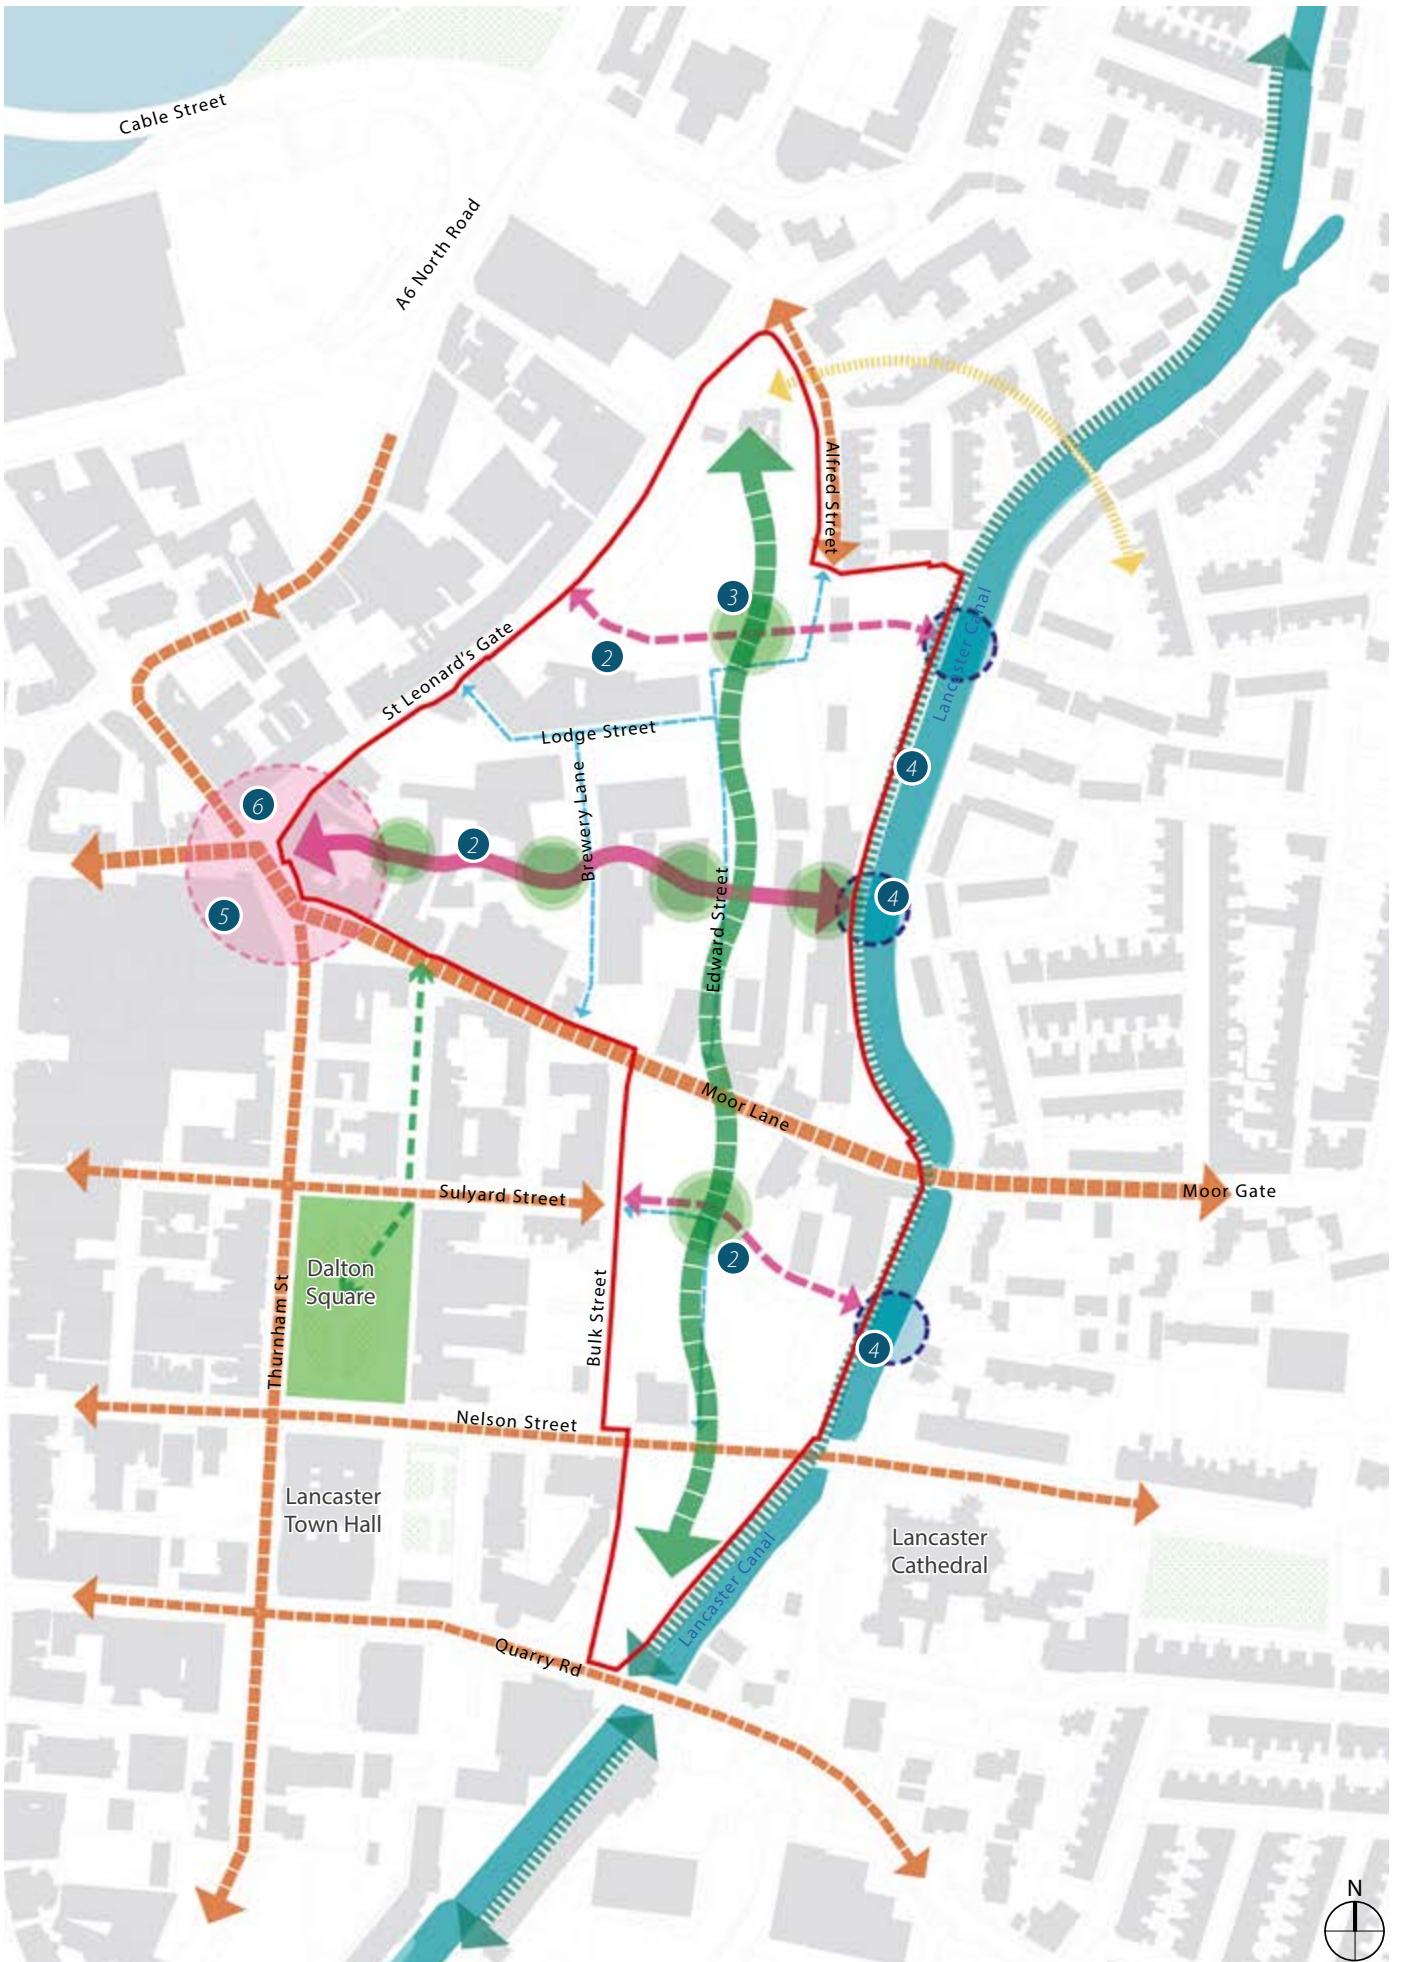 Cable Street
A6 North Road
Alfred Street
3
St Leonard's Gate
2
Lancaster Canal
Lodge Street
4
Brewery Lane
6
2
4
5
Edward Street
Moor Lane
Sulyard Street
Moor Gate
2
Dalton
Square
Thurnham St
Bulk Street
4
Nelson Street
Lancaster
Town Hall
Lancaster
Cathedral
Lancaster Canal
Quarry Rd
N